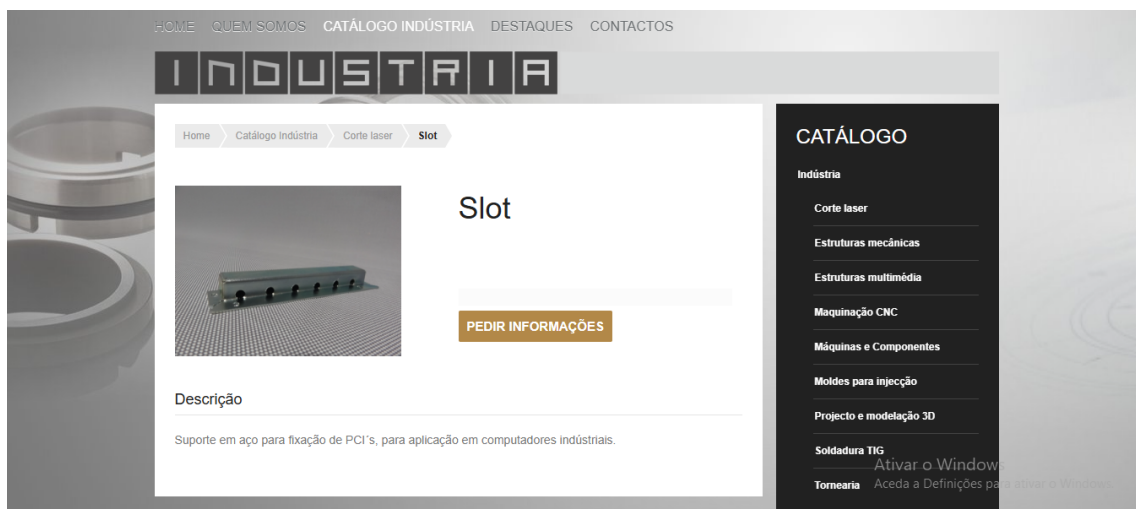 HOME QUEM SOMOS CATÁLOGO INDÚSTRIA DESTAQUES CONTACTOS
INDUSTRIA
Home Catálogo Indústria Corte laser Slot
Slot
PEDIR INFORMAÇÕES
Descrição
Suporte em aço para fixação de PCI´s, para aplicação em computadores indústriais.
CATÁLOGO
Indústria
Corte laser
Estruturas mecânicas
Estruturas multimédia
Maquinação CNC
Máquinas e Componentes
Moldes para injecção
Projecto e modelação 3D
Soldadura TIG
Tornearia
Ativar o Windows
Aceda a Definições para ativar o Windows.